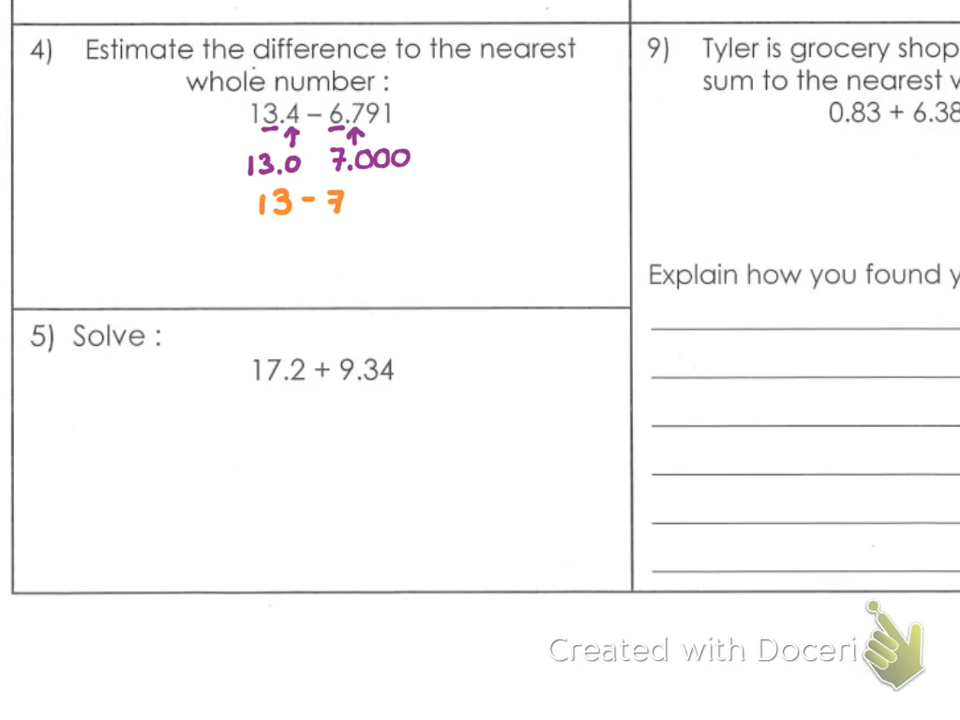 4) Estimate the difference to the nearest
whole number :
13.4 – 6.791
13.0 7.000
13 - 7
5) Solve :
17.2 + 9.34
9) Tyler is grocery shop
sum to the nearest
0.83 + 6.38
Explain how you found
Created with Doceri